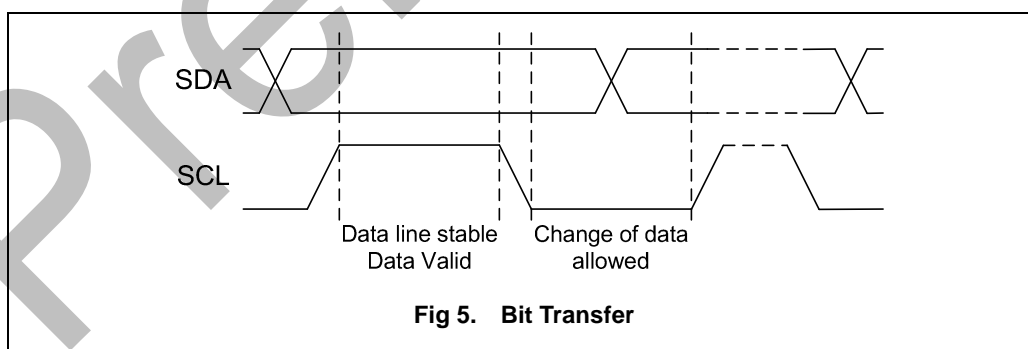 SDA
SCL
Data line stable
Data Valid
Change of data
allowed
Fig 5. Bit Transfer